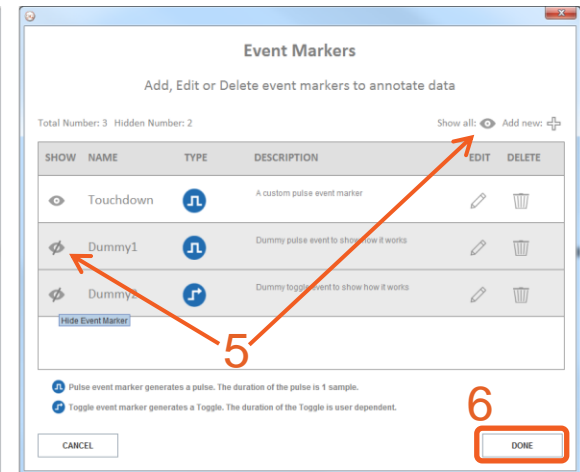 Event Markers
Add, Edit or Delete event markers to annotate data
Total Number: 3 Hidden Number: 2 Show all: Add new:
SHOW NAME TYPE DESCRIPTION EDIT DELETE
Touchdown A custom pulse event marker
Dummy1 Dummy pulse event to show how it works
Dummy2 Dummy toggle event to show how it works
Hide Event Marker
5
Pulse event marker generates a pulse. The duration of the pulse is 1 sample.
Toggle event marker generates a Toggle. The duration of the Toggle is user dependent.
6
CANCEL DONE